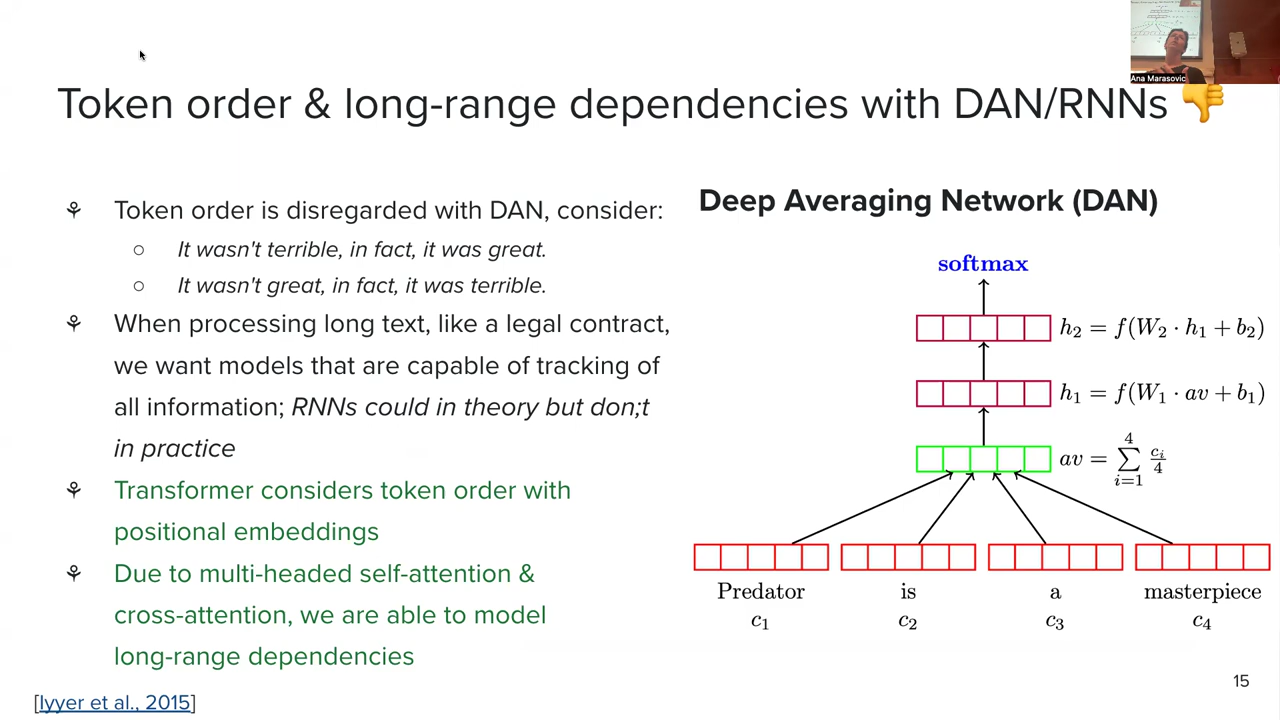 Ana Marasovic
Token order & long-range dependencies with DAN/RNNs 👎
Token order is disregarded with DAN, consider:
It wasn't terrible, in fact, it was great.
It wasn't great, in fact, it was terrible.
When processing long text, like a legal contract,
we want models that are capable of tracking of
all information; RNNs could in theory but don;t
in practice
Transformer considers token order with
positional embeddings
Due to multi-headed self-attention &
cross-attention, we are able to model
long-range dependencies
[Iyyer et al., 2015]
Deep Averaging Network (DAN)
softmax
h₂ = f(W₂ · h₁ + b₂)
h₁ = f(W₁ · av + b₁)
av = ∑_{i=1}^{4} c_i/4
Predator is a masterpiece
c₁ c₂ c₃ c₄
15